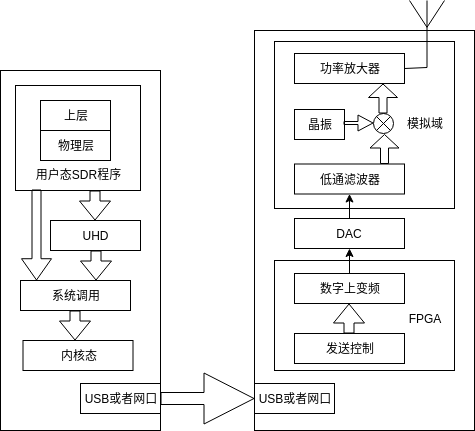 上层
物理层
用户态SDR程序
UHD
系统调用
内核态
USB或者网口
功率放大器
晶振
模拟域
低通滤波器
DAC
数字上变频
FPGA
发送控制
USB或者网口